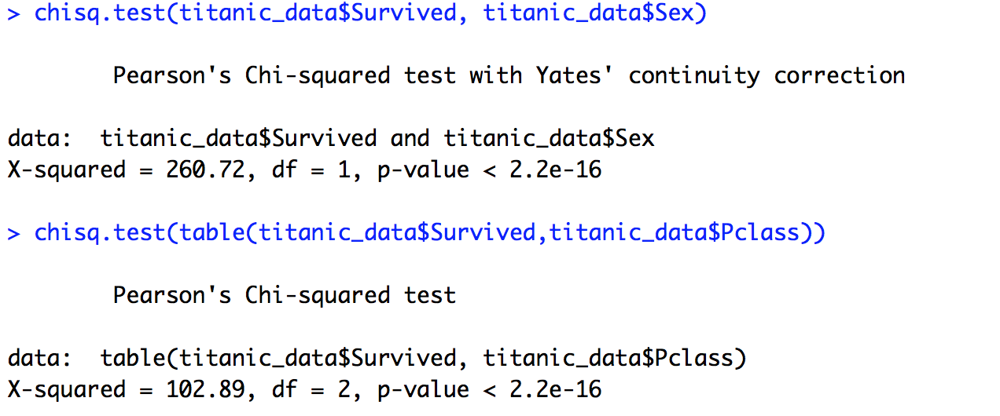 > chisq.test(titanic_data$Survived, titanic_data$Sex)
Pearson's Chi-squared test with Yates' continuity correction
data:  titanic_data$Survived and titanic_data$Sex
X-squared = 260.72, df = 1, p-value < 2.2e-16
> chisq.test(table(titanic_data$Survived,titanic_data$Pclass))
Pearson's Chi-squared test
data:  table(titanic_data$Survived, titanic_data$Pclass)
X-squared = 102.89, df = 2, p-value < 2.2e-16